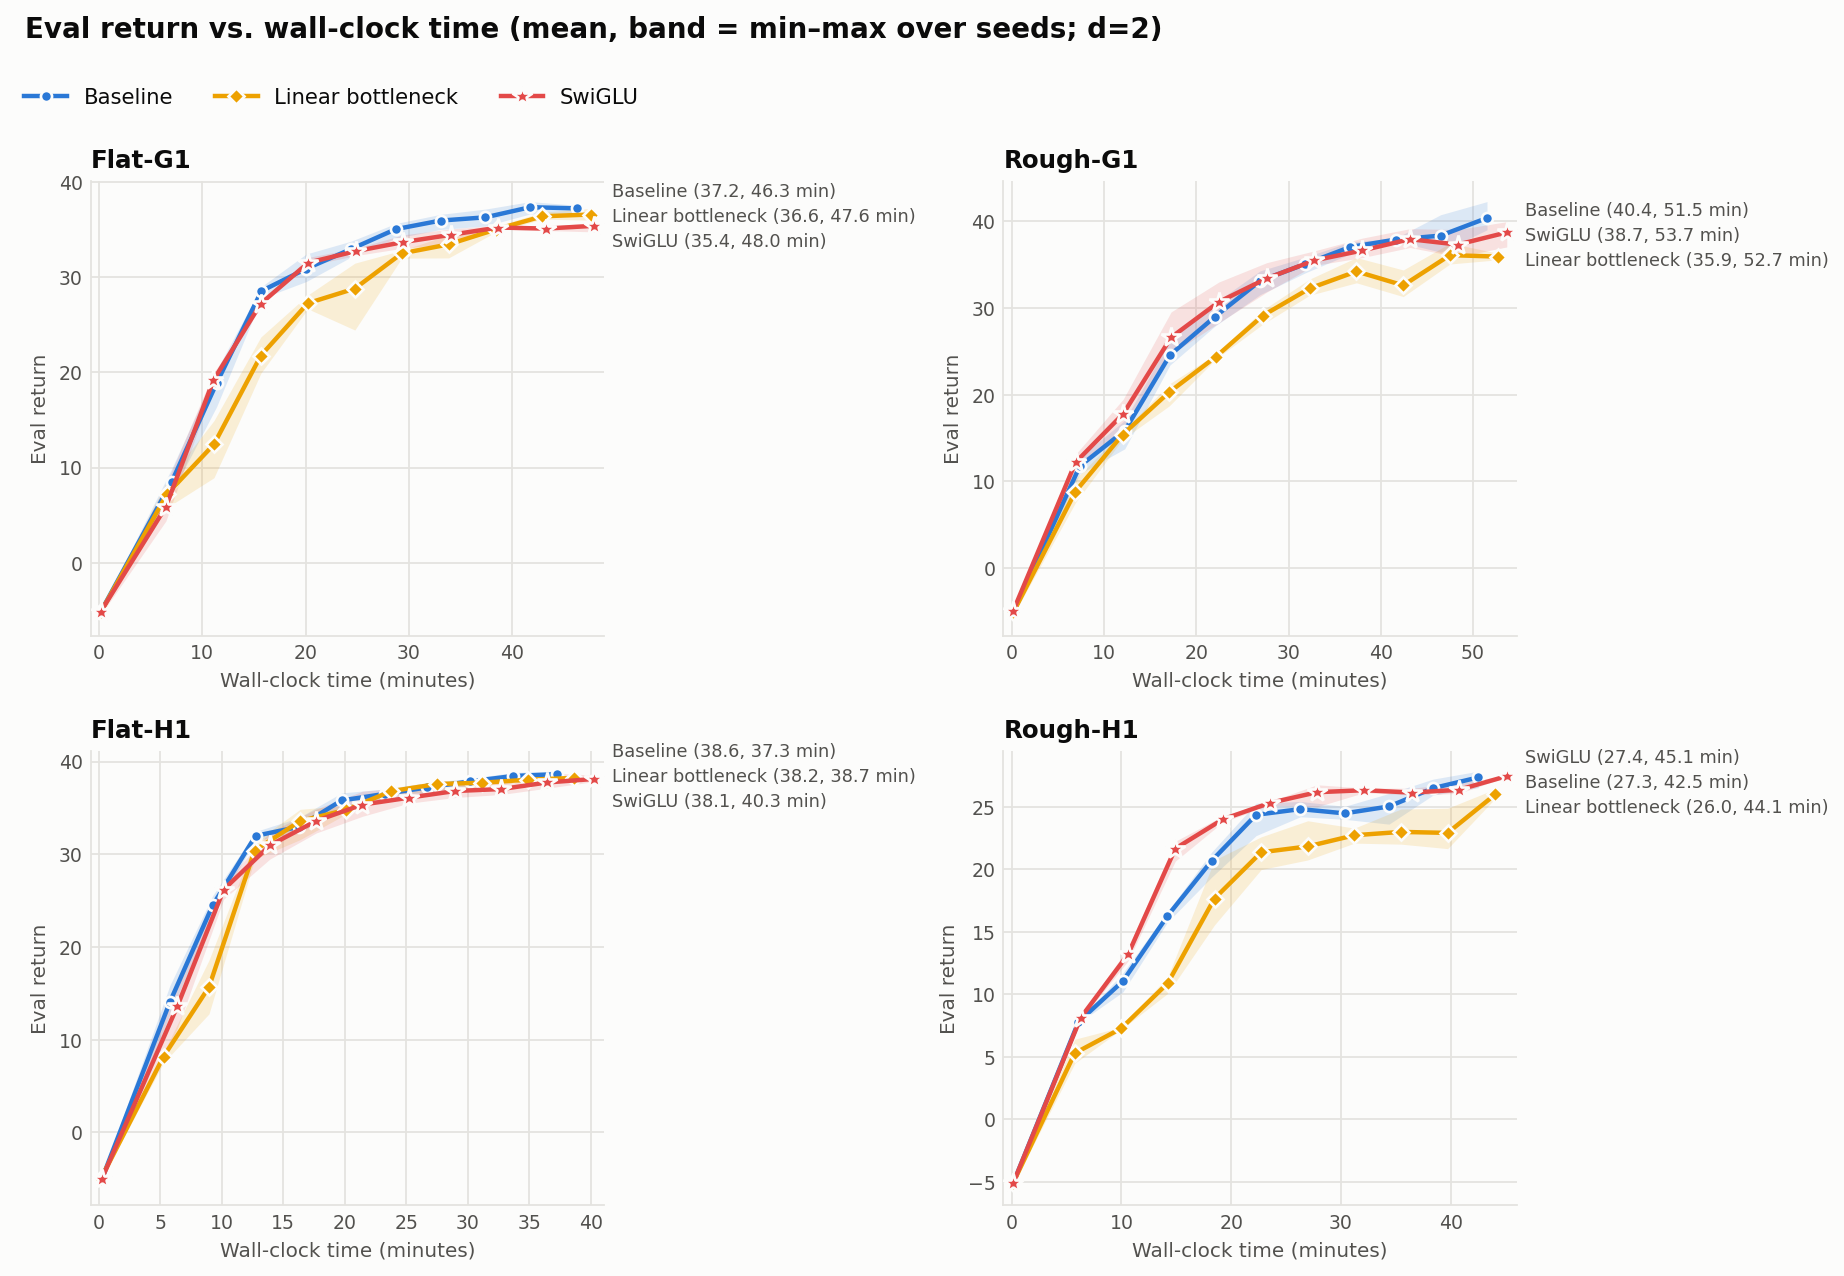 Eval return vs. wall-clock time (mean, band = min–max over seeds; d=2)
Baseline
Linear bottleneck
SwiGLU
Flat-G1
40
30
20
10
0
Eval return
0
10
20
30
40
Wall-clock time (minutes)
Baseline (37.2, 46.3 min)
Linear bottleneck (36.6, 47.6 min)
SwiGLU (35.4, 48.0 min)
Rough-G1
40
30
20
10
0
Eval return
0
10
20
30
40
50
Wall-clock time (minutes)
Baseline (40.4, 51.5 min)
SwiGLU (38.7, 53.7 min)
Linear bottleneck (35.9, 52.7 min)
Flat-H1
40
30
20
10
0
Eval return
0
5
10
15
20
25
30
35
40
Wall-clock time (minutes)
Baseline (38.6, 37.3 min)
Linear bottleneck (38.2, 38.7 min)
SwiGLU (38.1, 40.3 min)
Rough-H1
25
20
15
10
5
0
−5
Eval return
0
10
20
30
40
Wall-clock time (minutes)
SwiGLU (27.4, 45.1 min)
Baseline (27.3, 42.5 min)
Linear bottleneck (26.0, 44.1 min)